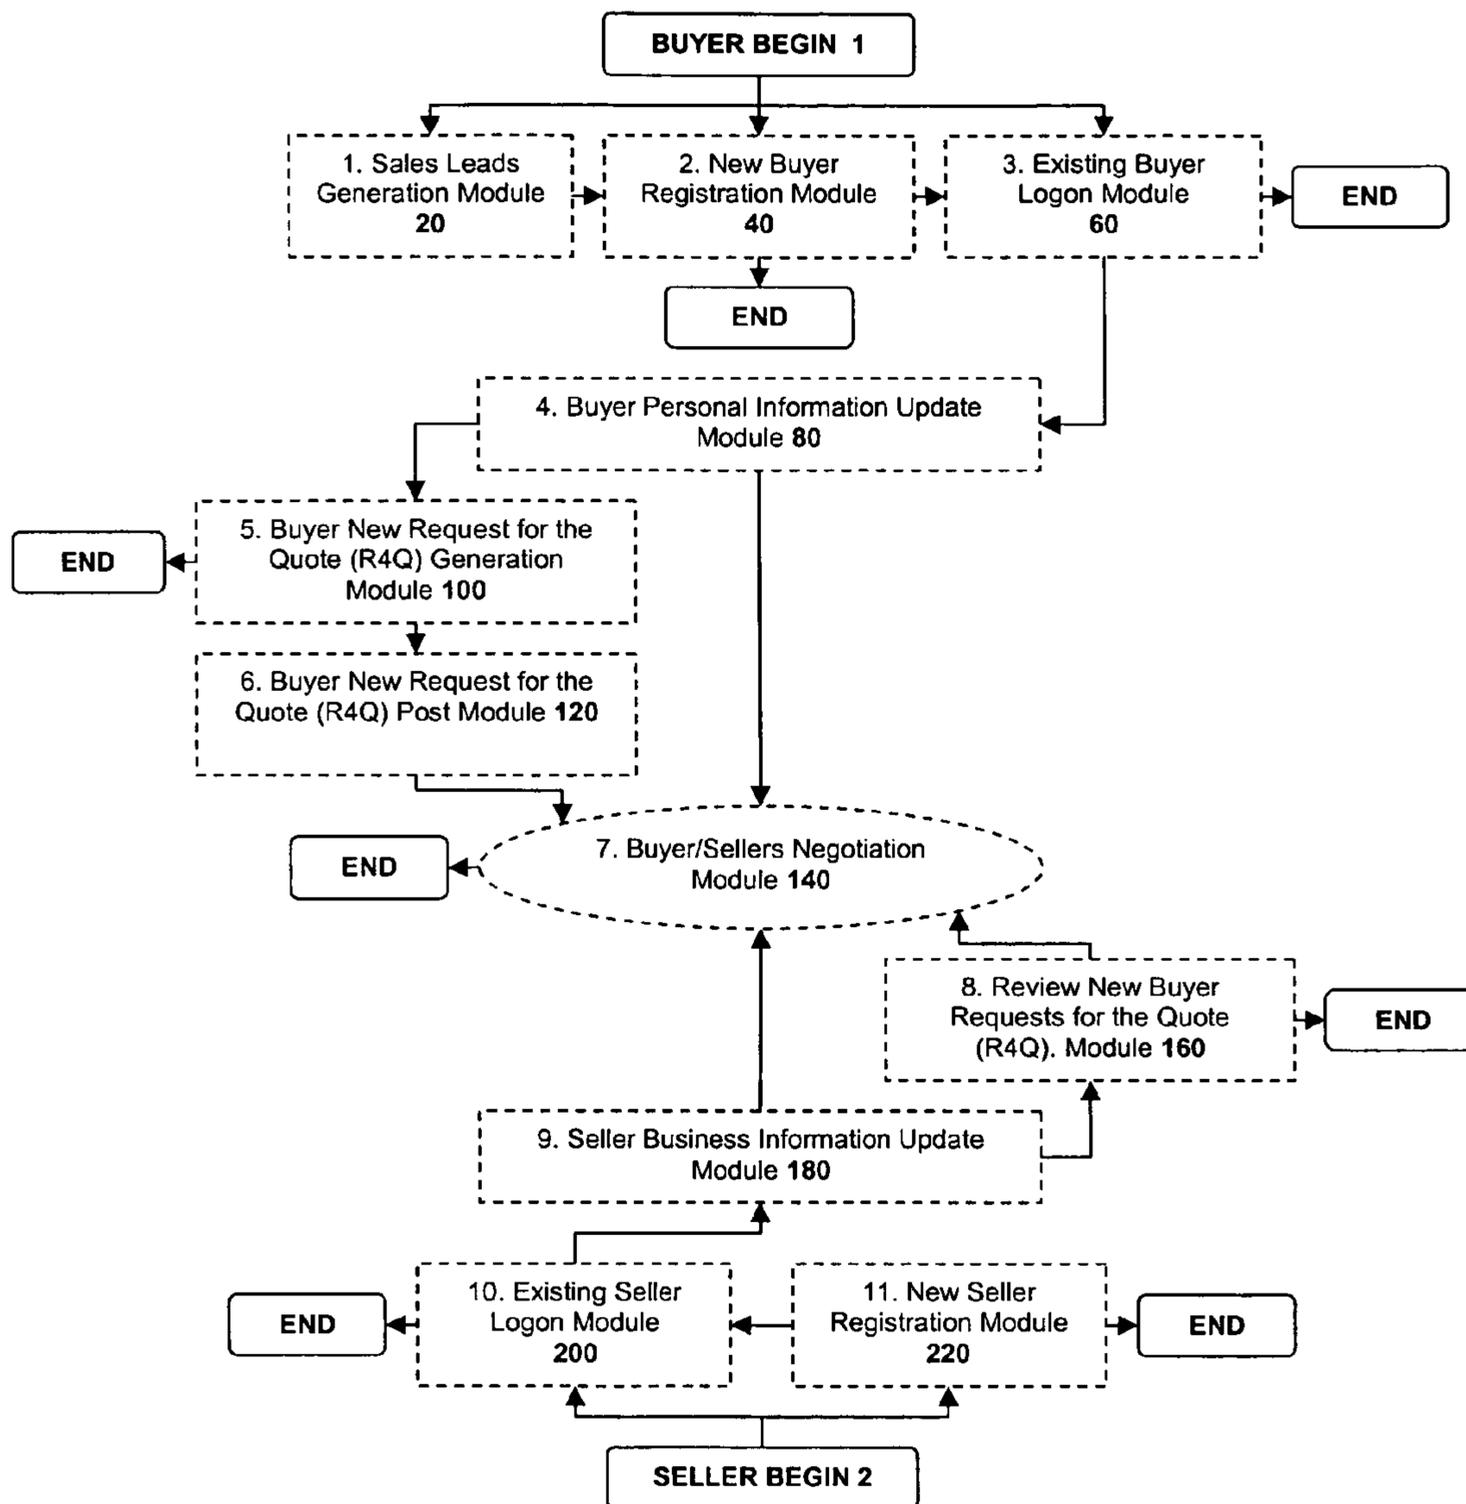 BUYER BEGIN 1
1. Sales Leads
Generation Module
20
2. New Buyer
Registration Module
40
3. Existing Buyer
Logon Module
60
END
END
4. Buyer Personal Information Update
Module 80
5. Buyer New Request for the
Quote (R4Q) Generation
Module 100
END
6. Buyer New Request for the
Quote (R4Q) Post Module 120
7. Buyer/Sellers Negotiation
Module 140
END
8. Review New Buyer
Requests for the Quote
(R4Q). Module 160
END
9. Seller Business Information Update
Module 180
END
10. Existing Seller
Logon Module
200
11. New Seller
Registration Module
220
END
SELLER BEGIN 2